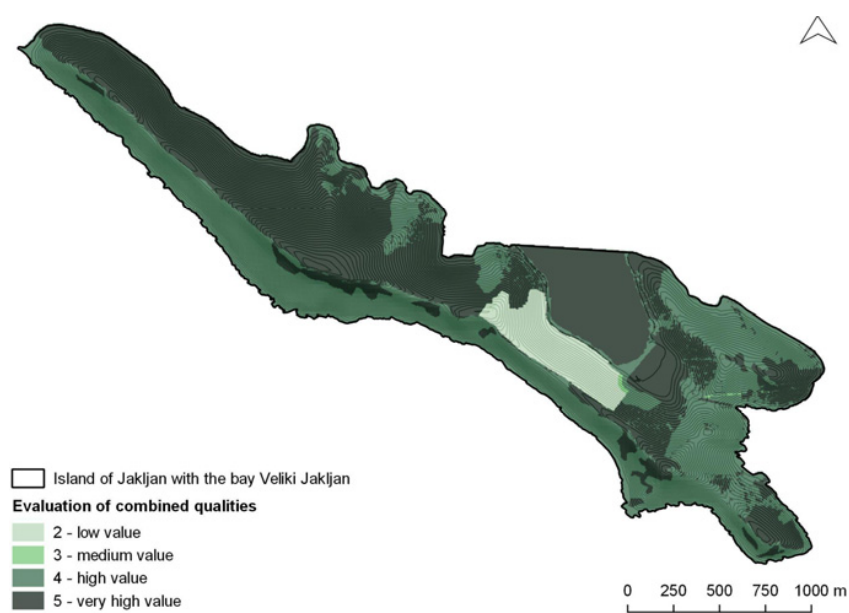 Island of Jakljan with the bay Veliki Jakljan
Evaluation of combined qualities
2 - low value
3 - medium value
4 - high value
5 - very high value
0 250 500 750 1000 m